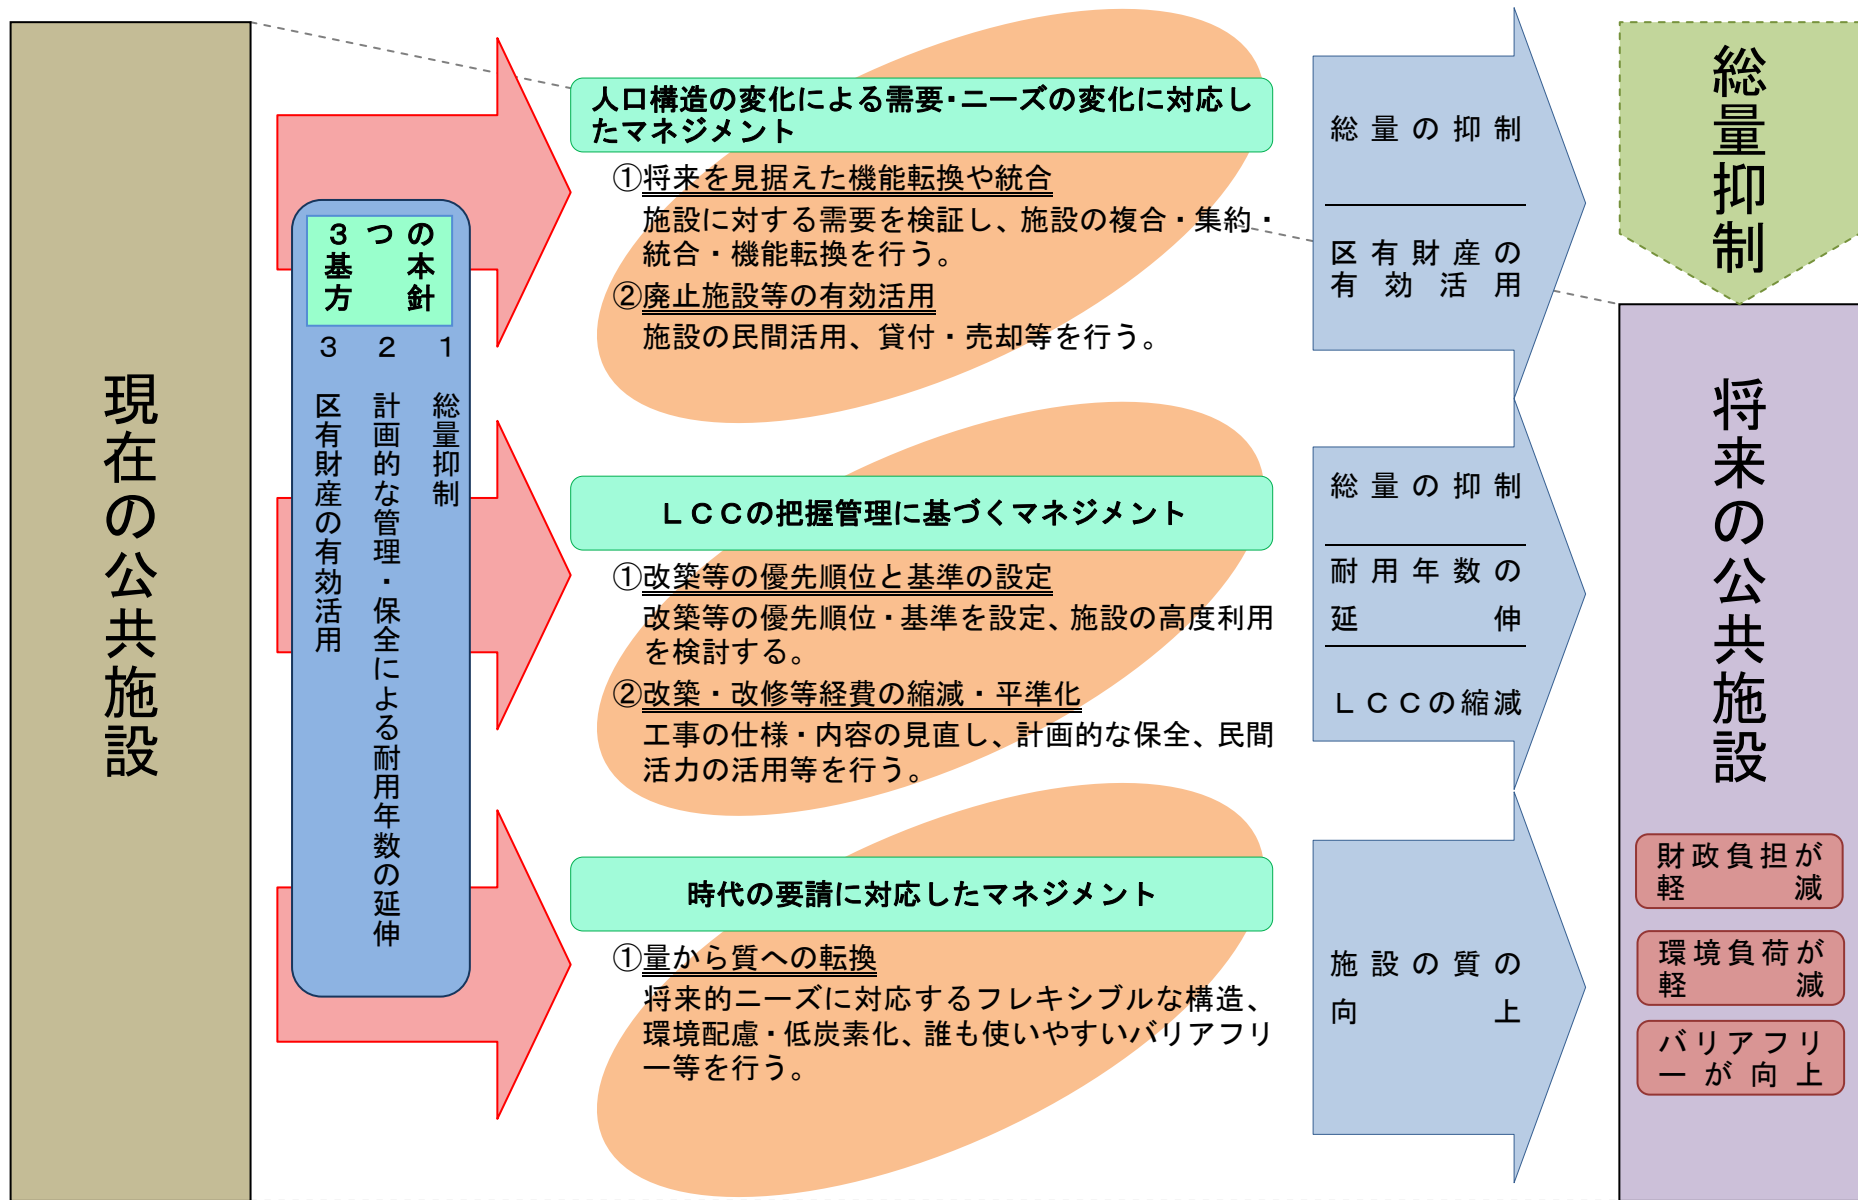 現在の公共施設
3つの
基本
方針
1 総量抑制
2 計画的な管理・保全による耐用年数の延伸
3 区有財産の有効活用
人口構造の変化による需要・ニーズの変化に対応し
たマネジメント
①将来を見据えた機能転換や統合
施設に対する需要を検証し、施設の複合・集約・
統合・機能転換を行う。
②廃止施設等の有効活用
施設の民間活用、貸付・売却等を行う。
総量の抑制
区有財産の
有効活用
LCCの把握管理に基づくマネジメント
①改築等の優先順位と基準の設定
改築等の優先順位・基準を設定、施設の高度利用
を検討する。
②改築・改修等経費の縮減・平準化
工事の仕様・内容の見直し、計画的な保全、民間
活力の活用等を行う。
総量の抑制
耐用年数の
延伸
LCCの縮減
時代の要請に対応したマネジメント
①量から質への転換
将来的ニーズに対応するフレキシブルな構造、
環境配慮・低炭素化、誰も使いやすいバリアフリ
ー等を行う。
施設の質の
向上
総量抑制
将来の公共施設
財政負担が
軽減
環境負荷が
軽減
バリアフリ
ーが向上